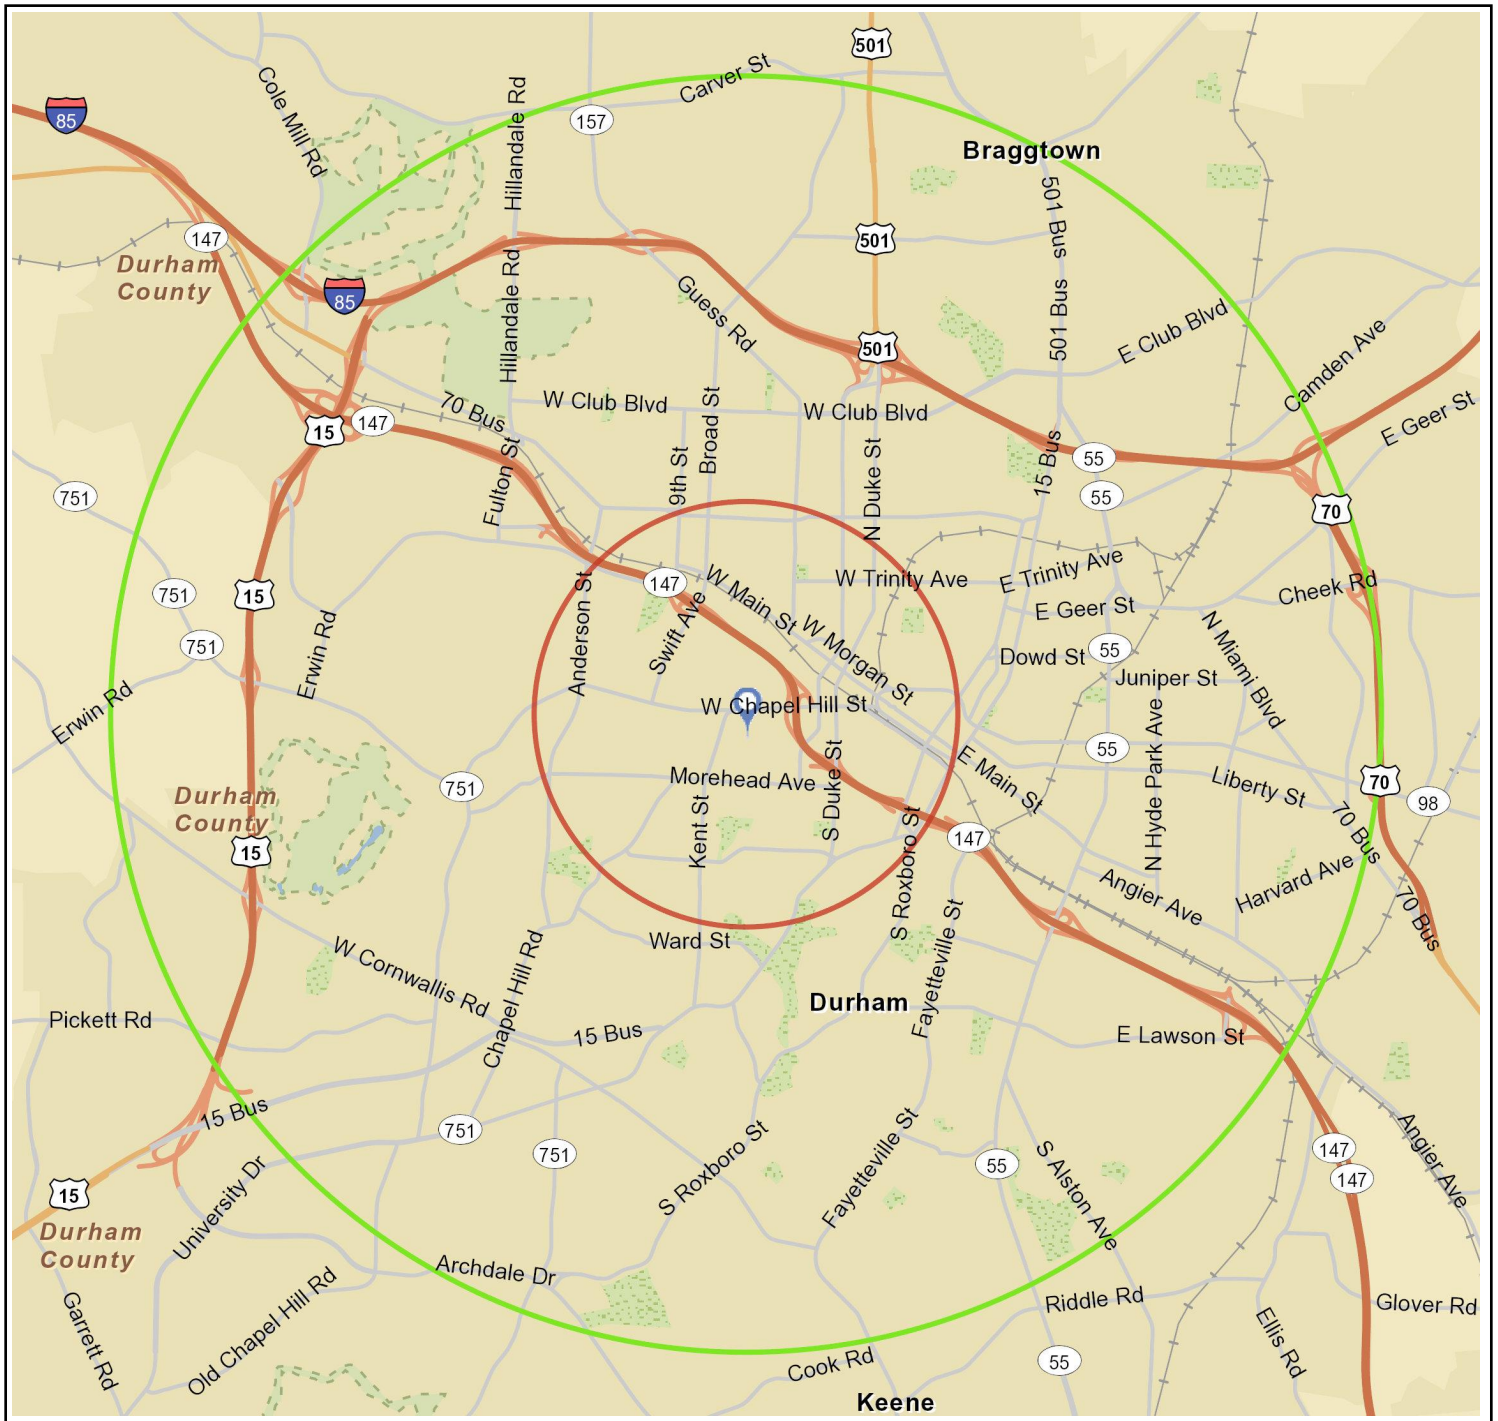 501
Carver St
Cole Mill Rd
Hillandale Rd
85
157
Braggtown
501 Bus
147
501
Durham
County
85
Hillandale Rd
Guess Rd
501 Bus
501
E Club Blvd
Camden Ave
W Club Blvd
70 Bus
Broad St
W Club Blvd
E Geer St
15
147
9th St
Fulton St
N Duke St
15 Bus
55
55
751
70
147
W Trinity Ave
E Trinity Ave
Cheek Rd
751
15
Anderson St
Swift Ave
W Main St
W Morgan St
E Geer St
N Miami Blvd
751
Erwin Rd
Dowd St
55
Juniper St
Erwin Rd
1
W Chapel Hill St
N Hyde Park Ave
55
E Main St
Liberty St
70
98
751
Morehead Ave
S Duke St
Durham
County
Kent St
S Roxboro St
147
70 Bus
15
Angier Ave
Harvard Ave
70 Bus
Ward St
Fayetteville St
W Cornwallis Rd
Chapel Hill Rd
Durham
Pickett Rd
15 Bus
E Lawson St
15 Bus
751
751
S Roxboro St
Fayetteville St
55
S Alston Ave
147
147
Angier Ave
15
University Dr
Durham
County
Archdale Dr
Old Chapel Hill Rd
Garrett Rd
Riddle Rd
Glover Rd
Ellis Rd
Cook Rd
55
Keene